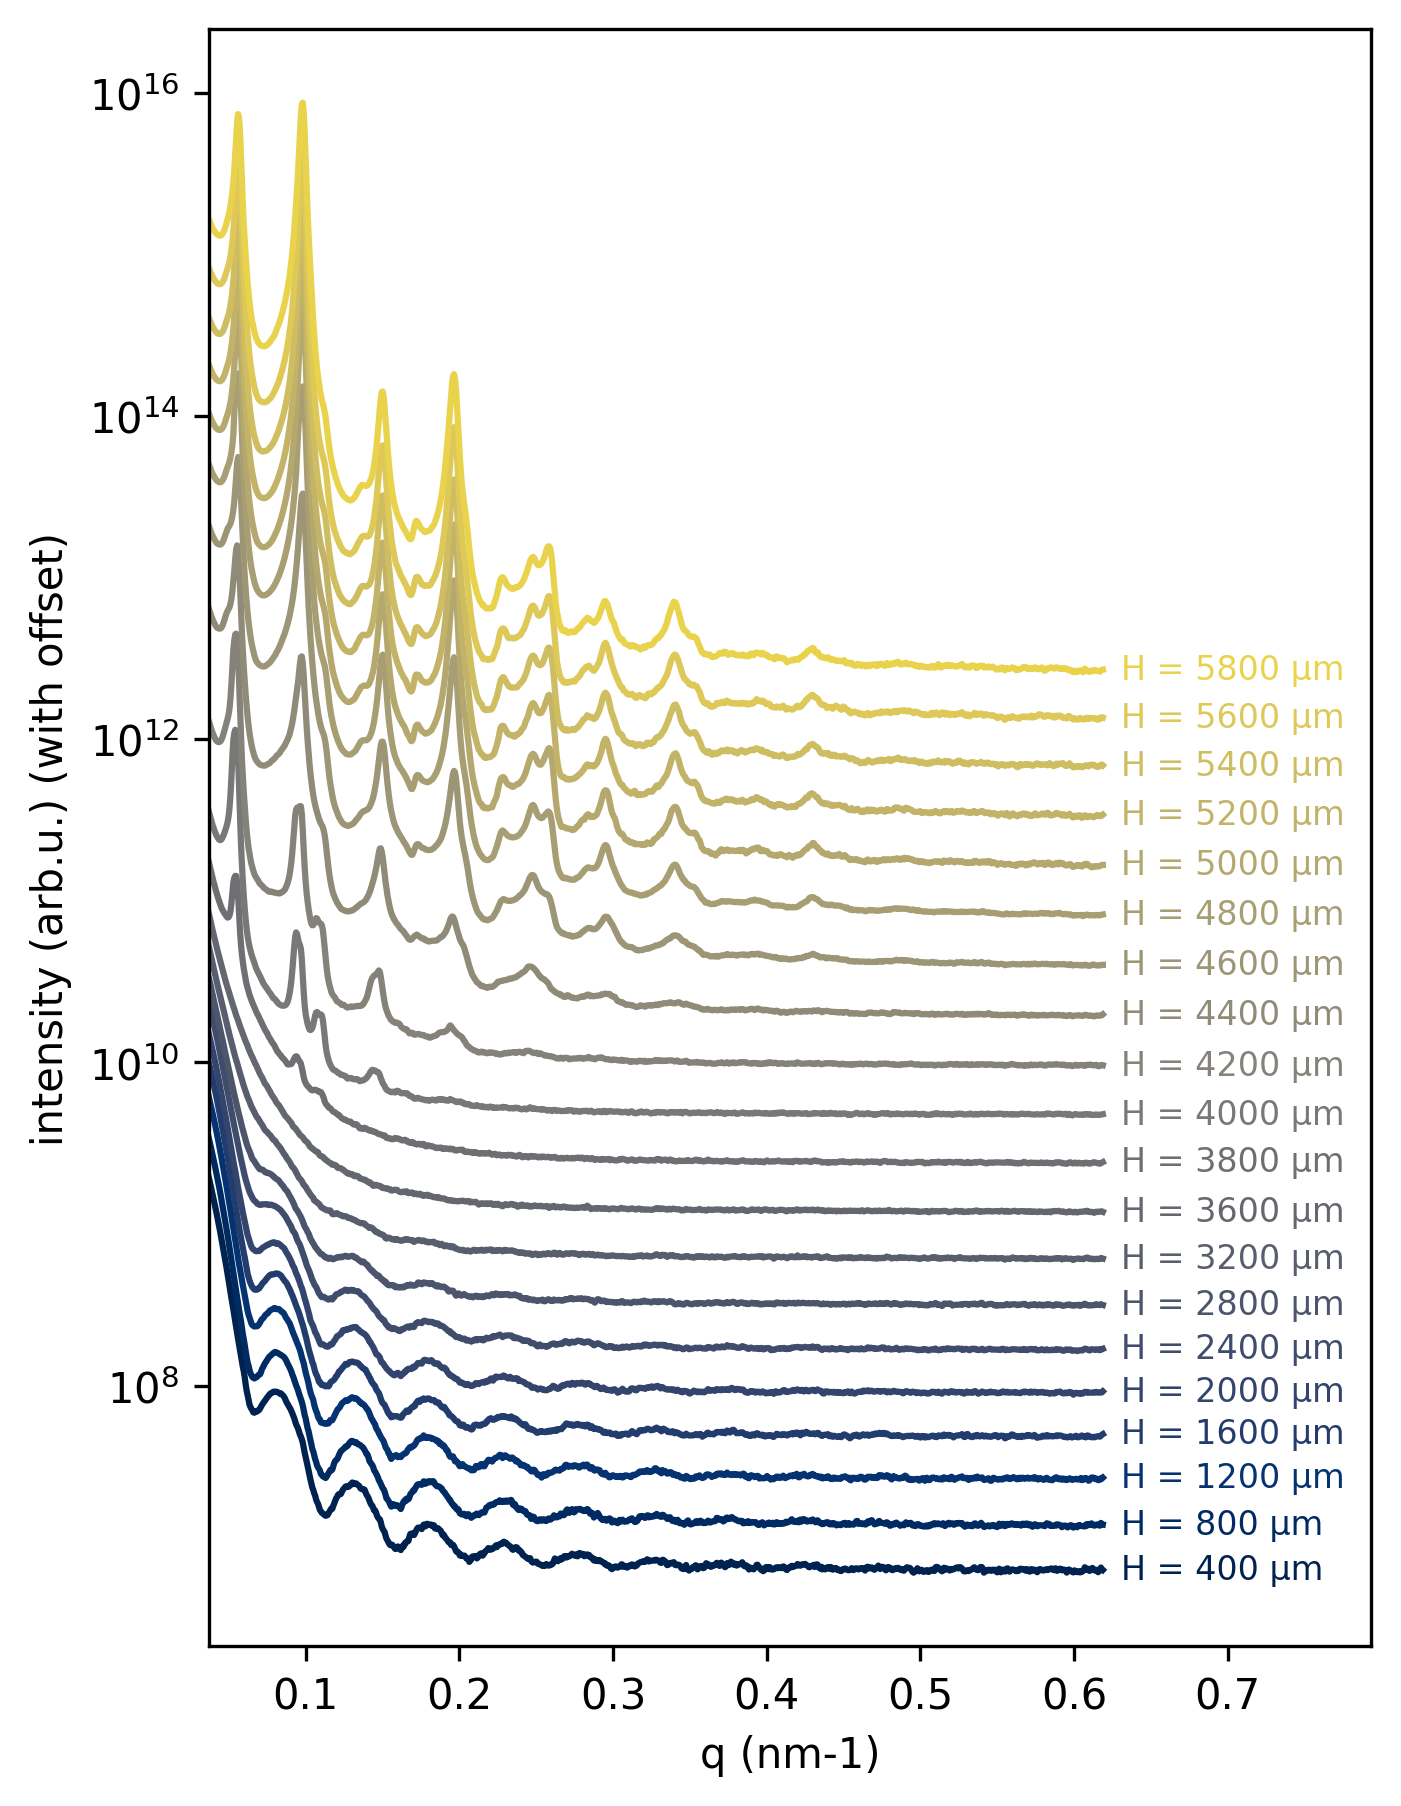 intensity (arb.u.) (with offset)
10^16
10^14
10^12
10^10
10^8
H = 5800 µm
H = 5600 µm
H = 5400 µm
H = 5200 µm
H = 5000 µm
H = 4800 µm
H = 4600 µm
H = 4400 µm
H = 4200 µm
H = 4000 µm
H = 3800 µm
H = 3600 µm
H = 3200 µm
H = 2800 µm
H = 2400 µm
H = 2000 µm
H = 1600 µm
H = 1200 µm
H = 800 µm
H = 400 µm
0.1 0.2 0.3 0.4 0.5 0.6 0.7
q (nm-1)